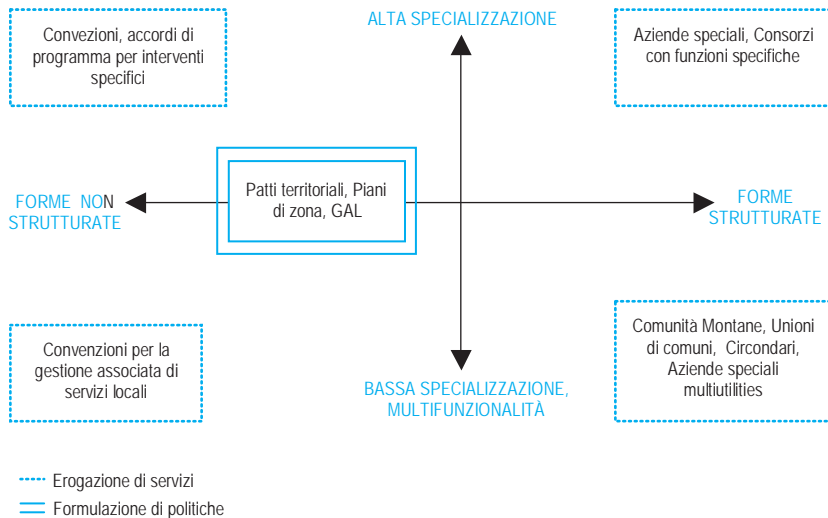 Convezioni, accordi di
programma per interventi
specifici
ALTA SPECIALIZZAZIONE
Aziende speciali, Consorzi
con funzioni specifiche
FORME NON
STRUTTURATE
Patti territoriali, Piani
di zona, GAL
FORME
STRUTTURATE
Convenzioni per la
gestione associata di
servizi locali
BASSA SPECIALIZZAZIONE,
MULTIFUNZIONALITÀ
Comunità Montane, Unioni
di comuni, Circondari,
Aziende speciali
multiutilities
Erogazione di servizi
Formulazione di politiche